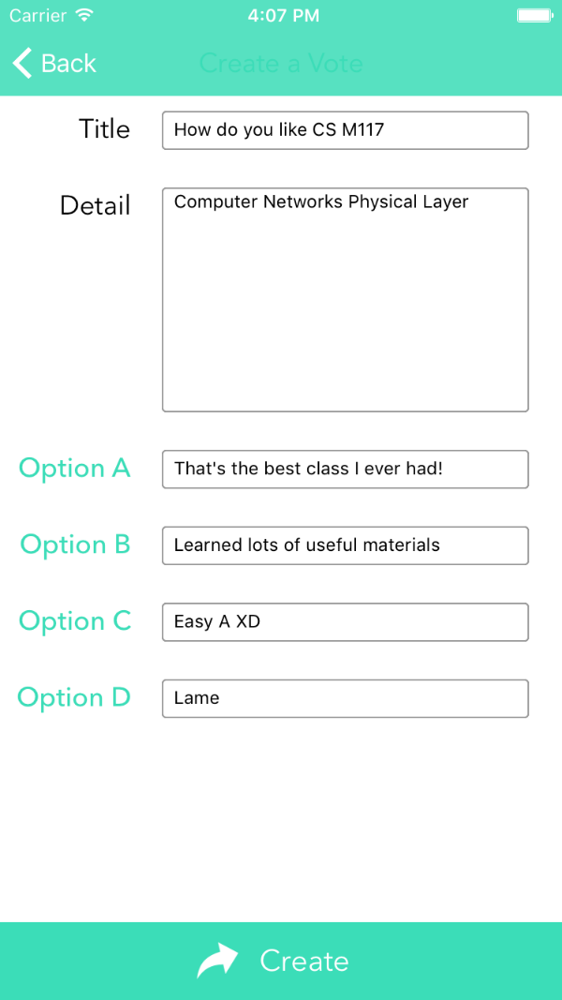 Carrier 4:07 PM
Back Create a Vote
Title How do you like CS M117
Detail Computer Networks Physical Layer
Option A That's the best class I ever had!
Option B Learned lots of useful materials
Option C Easy A XD
Option D Lame
Create